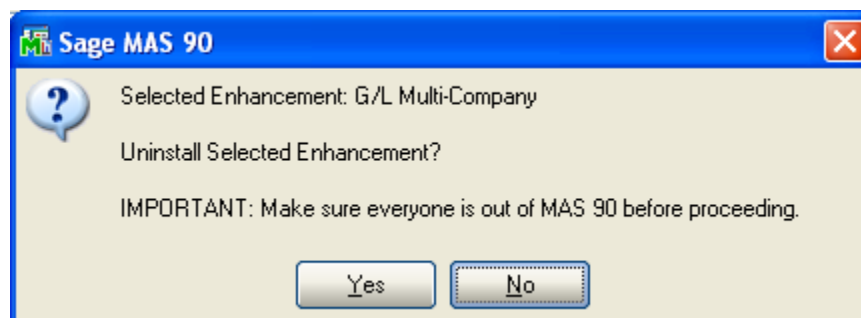 Sage MAS 90
Selected Enhancement: G/L Multi-Company
Uninstall Selected Enhancement?
IMPORTANT: Make sure everyone is out of MAS 90 before proceeding.
Yes No